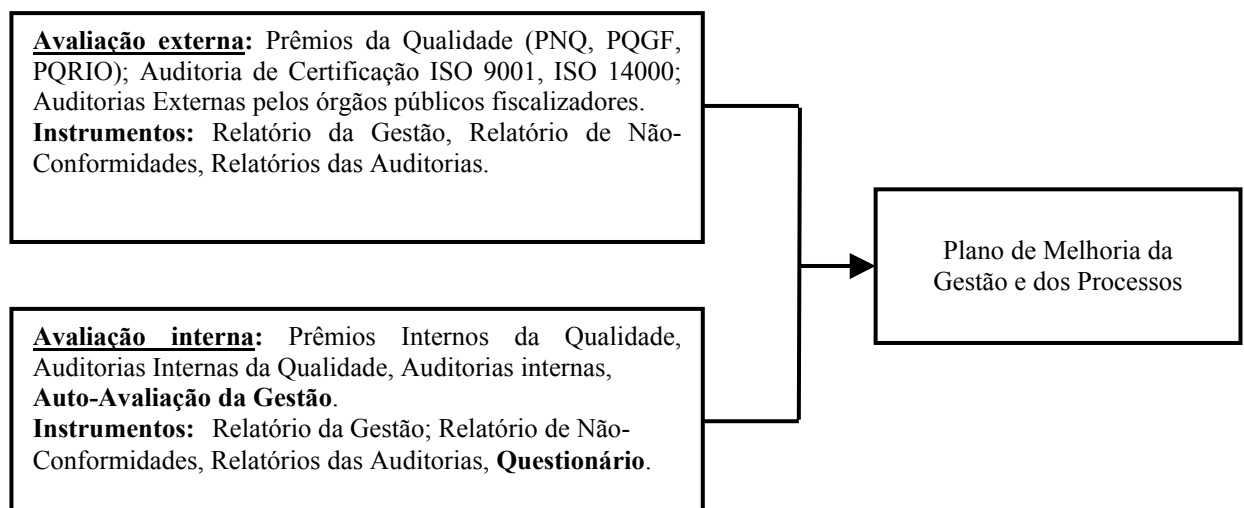 Avaliação externa: Prêmios da Qualidade (PNQ, PQGF,
PQRIO); Auditoria de Certificação ISO 9001, ISO 14000;
Auditorias Externas pelos órgãos públicos fiscalizadores.
Instrumentos: Relatório da Gestão, Relatório de Não-
Conformidades, Relatórios das Auditorias.
Avaliação interna: Prêmios Internos da Qualidade,
Auditorias Internas da Qualidade, Auditorias internas,
Auto-Avaliação da Gestão.
Instrumentos: Relatório da Gestão; Relatório de Não-
Conformidades, Relatórios das Auditorias, Questionário.
Plano de Melhoria da
Gestão e dos Processos